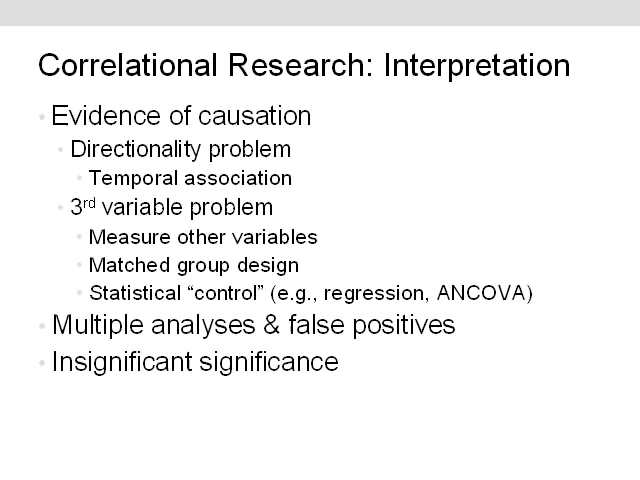 Correlational Research: Interpretation
• Evidence of causation
• Directionality problem
• Temporal association
• 3rd variable problem
• Measure other variables
• Matched group design
• Statistical “control” (e.g., regression, ANCOVA)
• Multiple analyses & false positives
• Insignificant significance